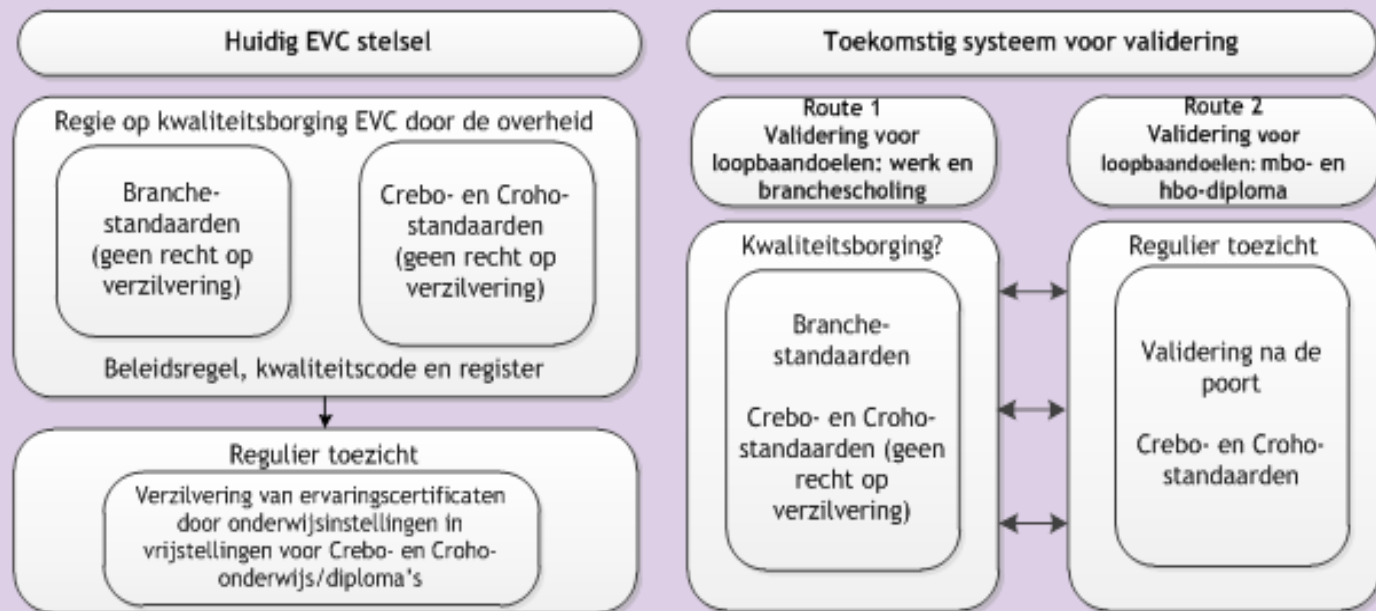 Huidig EVC stelsel
Regie op kwaliteitsborging EVC door de overheid
Branche-
standaarden
(geen recht op
verzilvering)
Crebo- en Croho-
standaarden
(geen recht op
verzilvering)
Beleidsregel, kwaliteitscode en register
Regulier toezicht
Verzilvering van ervaringscertificaten
door onderwijsinstellingen in
vrijstellingen voor Crebo- en Croho-
onderwijs/diploma's
Toekomstig systeem voor validering
Route 1
Validering voor
loopbaandoelen: werk en
branchescholing
Kwaliteitsborging?
Branche-
standaarden
Crebo- en Croho-
standaarden (geen
recht op
verzilvering)
Route 2
Validering voor
loopbaandoelen: mbo- en
hbo-diploma
Regulier toezicht
Validering na de
poort
Crebo- en Croho-
standaarden